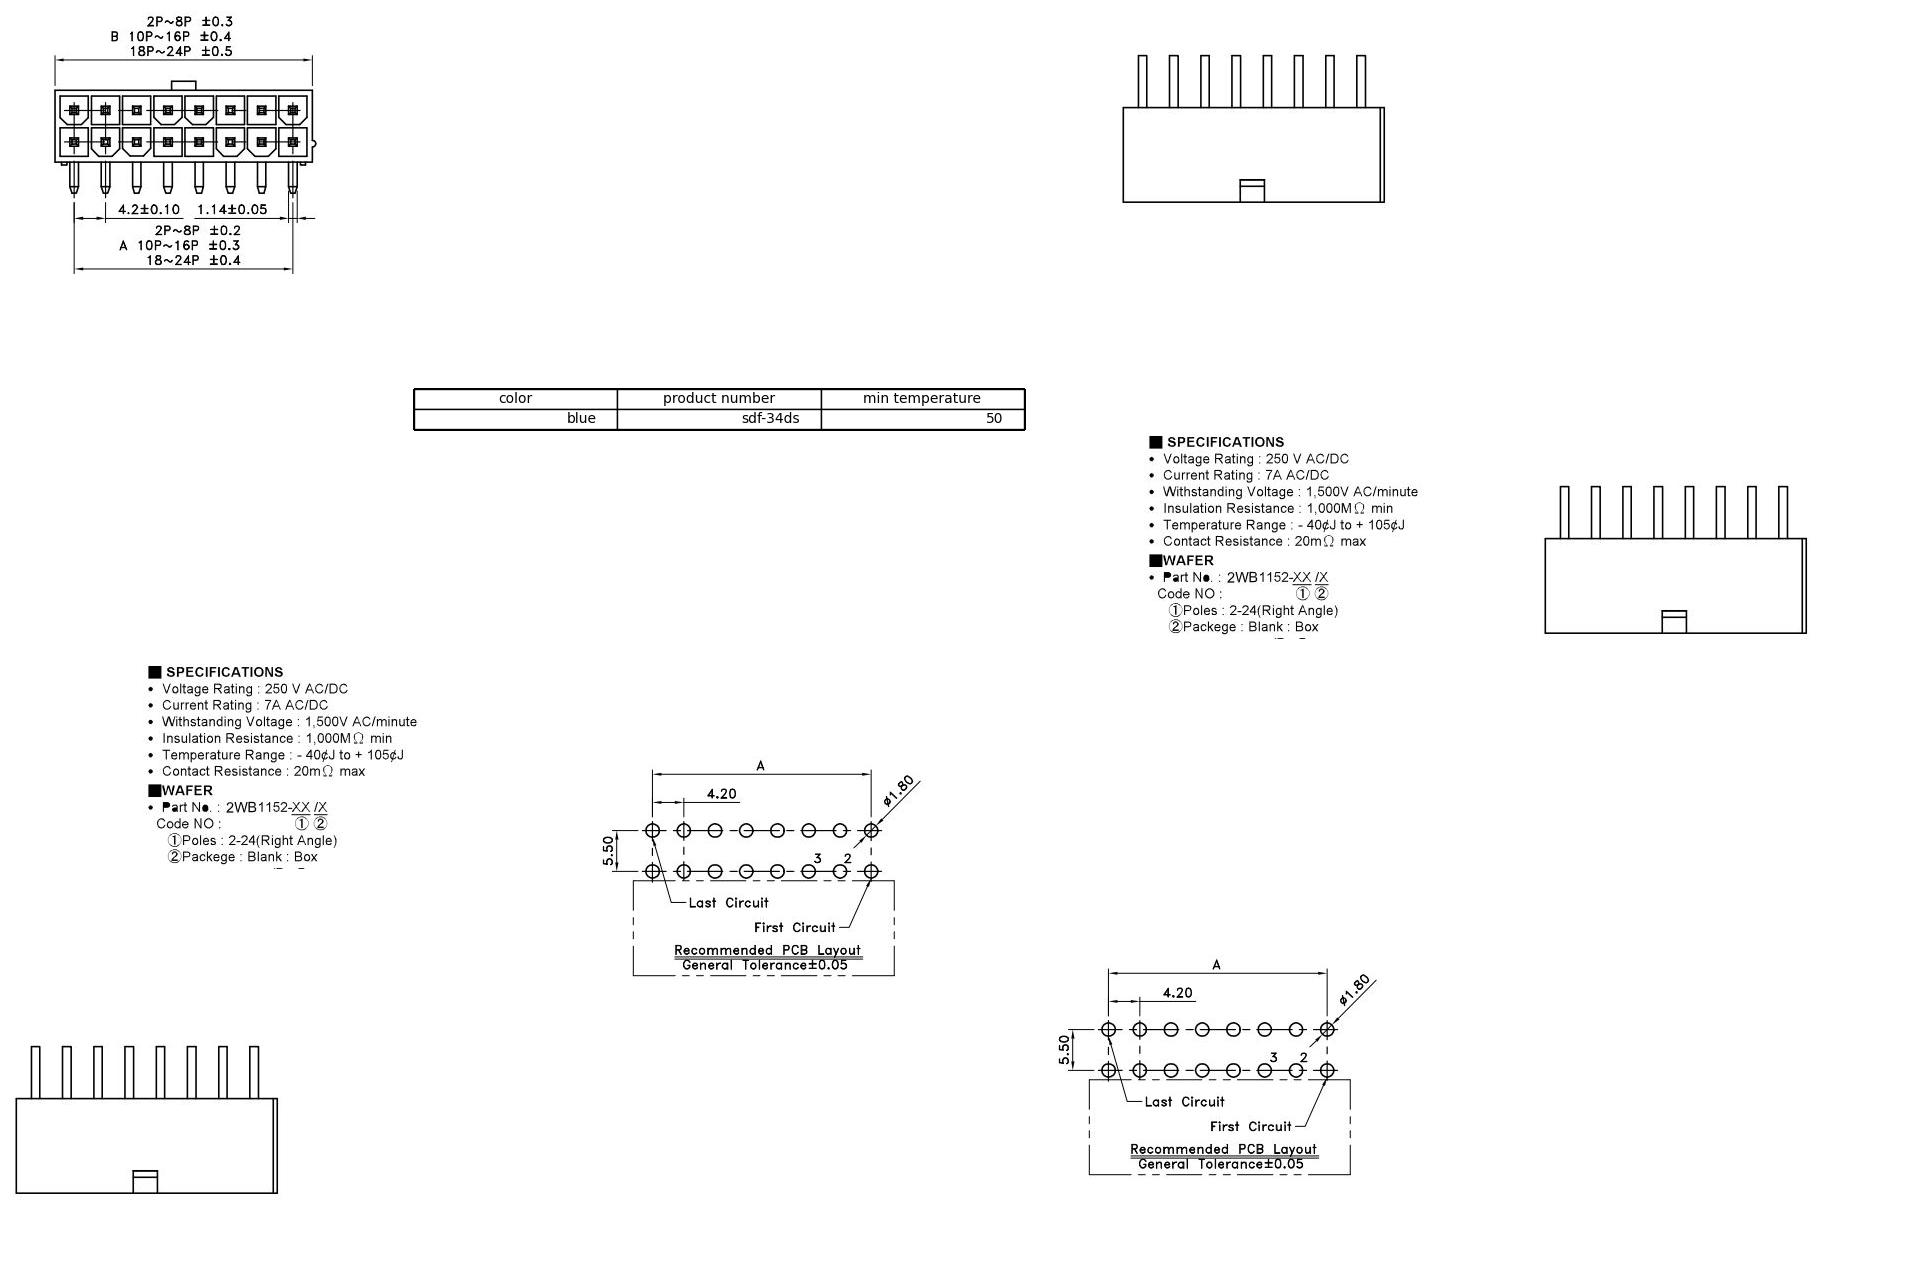 2P~8P ±0.3
B 10P~16P ±0.4
18P~24P ±0.5
4.2±0.10 1.14±0.05
2P~8P ±0.2
A 10P~16P ±0.3
18~24P ±0.4
color product number min temperature
blue sdf-34ds 50
■ SPECIFICATIONS
• Voltage Rating : 250 V AC/DC
• Current Rating : 7A AC/DC
• Withstanding Voltage : 1,500V AC/minute
• Insulation Resistance : 1,000MΩ min
• Temperature Range : - 40¢J to + 105¢J
• Contact Resistance : 20mΩ max
■WAFER
• Part No. : 2WB1152-XX /X
Code NO : ① ②
①Poles : 2-24(Right Angle)
②Packege : Blank : Box
■ SPECIFICATIONS
• Voltage Rating : 250 V AC/DC
• Current Rating : 7A AC/DC
• Withstanding Voltage : 1,500V AC/minute
• Insulation Resistance : 1,000MΩ min
• Temperature Range : - 40¢J to + 105¢J
• Contact Resistance : 20mΩ max
■WAFER
• Part No. : 2WB1152-XX /X
Code NO : ① ②
①Poles : 2-24(Right Angle)
②Packege : Blank : Box
A
4.20
ø1.80
5.50
3 2
Last Circuit
First Circuit
Recommended PCB Layout
General Tolerance±0.05
A
4.20
ø1.80
5.50
3 2
Last Circuit
First Circuit
Recommended PCB Layout
General Tolerance±0.05